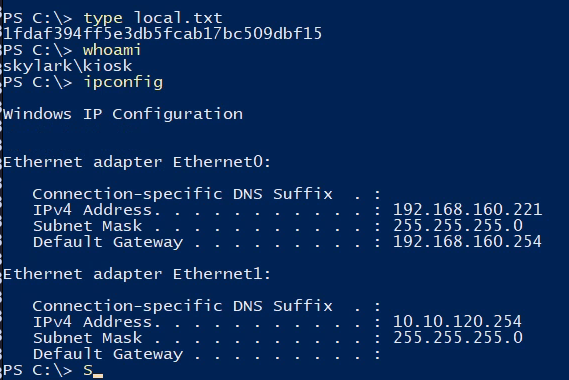 PS C:\> type local.txt
1fdaf394ff5e3db5fcab17bc509dbf15
PS C:\> whoami
skylark\kiosk
PS C:\> ipconfig
Windows IP Configuration
Ethernet adapter Ethernet0:
Connection-specific DNS Suffix  . :
IPv4 Address. . . . . . . . . . . : 192.168.160.221
Subnet Mask . . . . . . . . . . . : 255.255.255.0
Default Gateway . . . . . . . . . : 192.168.160.254
Ethernet adapter Ethernet1:
Connection-specific DNS Suffix  . :
IPv4 Address. . . . . . . . . . . : 10.10.120.254
Subnet Mask . . . . . . . . . . . : 255.255.255.0
Default Gateway . . . . . . . . . :
PS C:\> S_